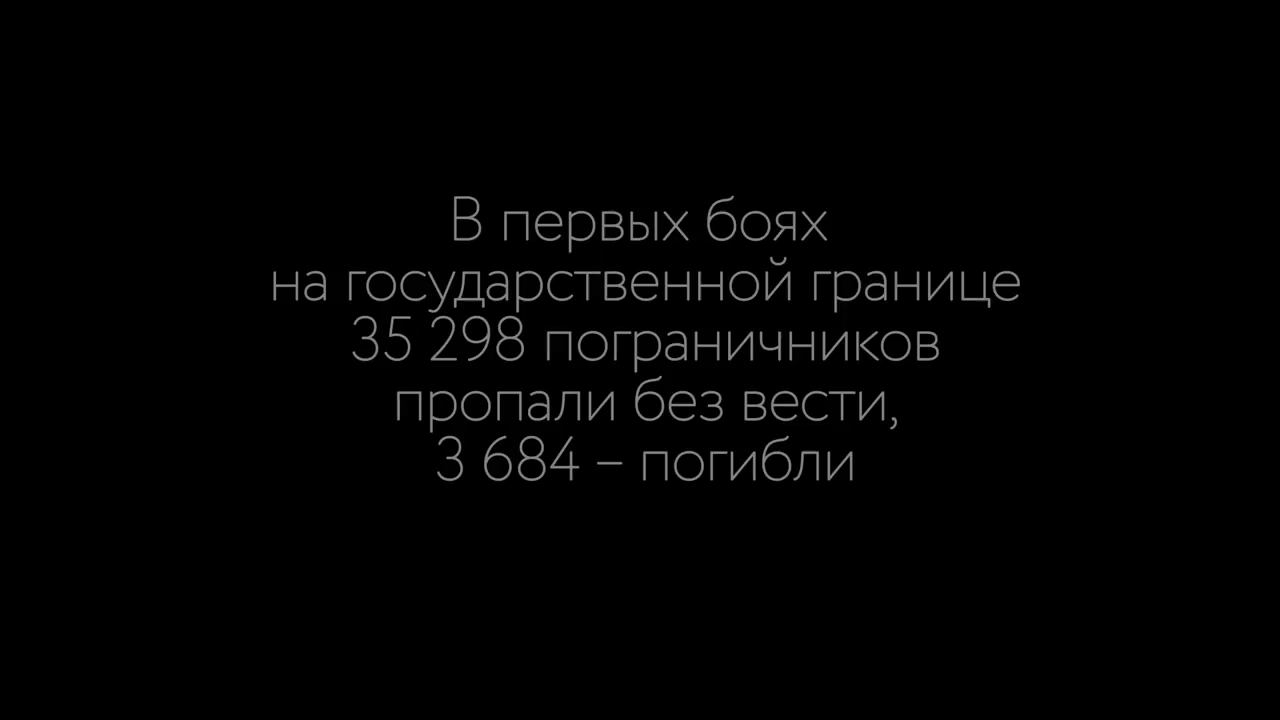 В первых боях
на государственной границе
35 298 пограничников
пропали без вести,
3 684 – погибли